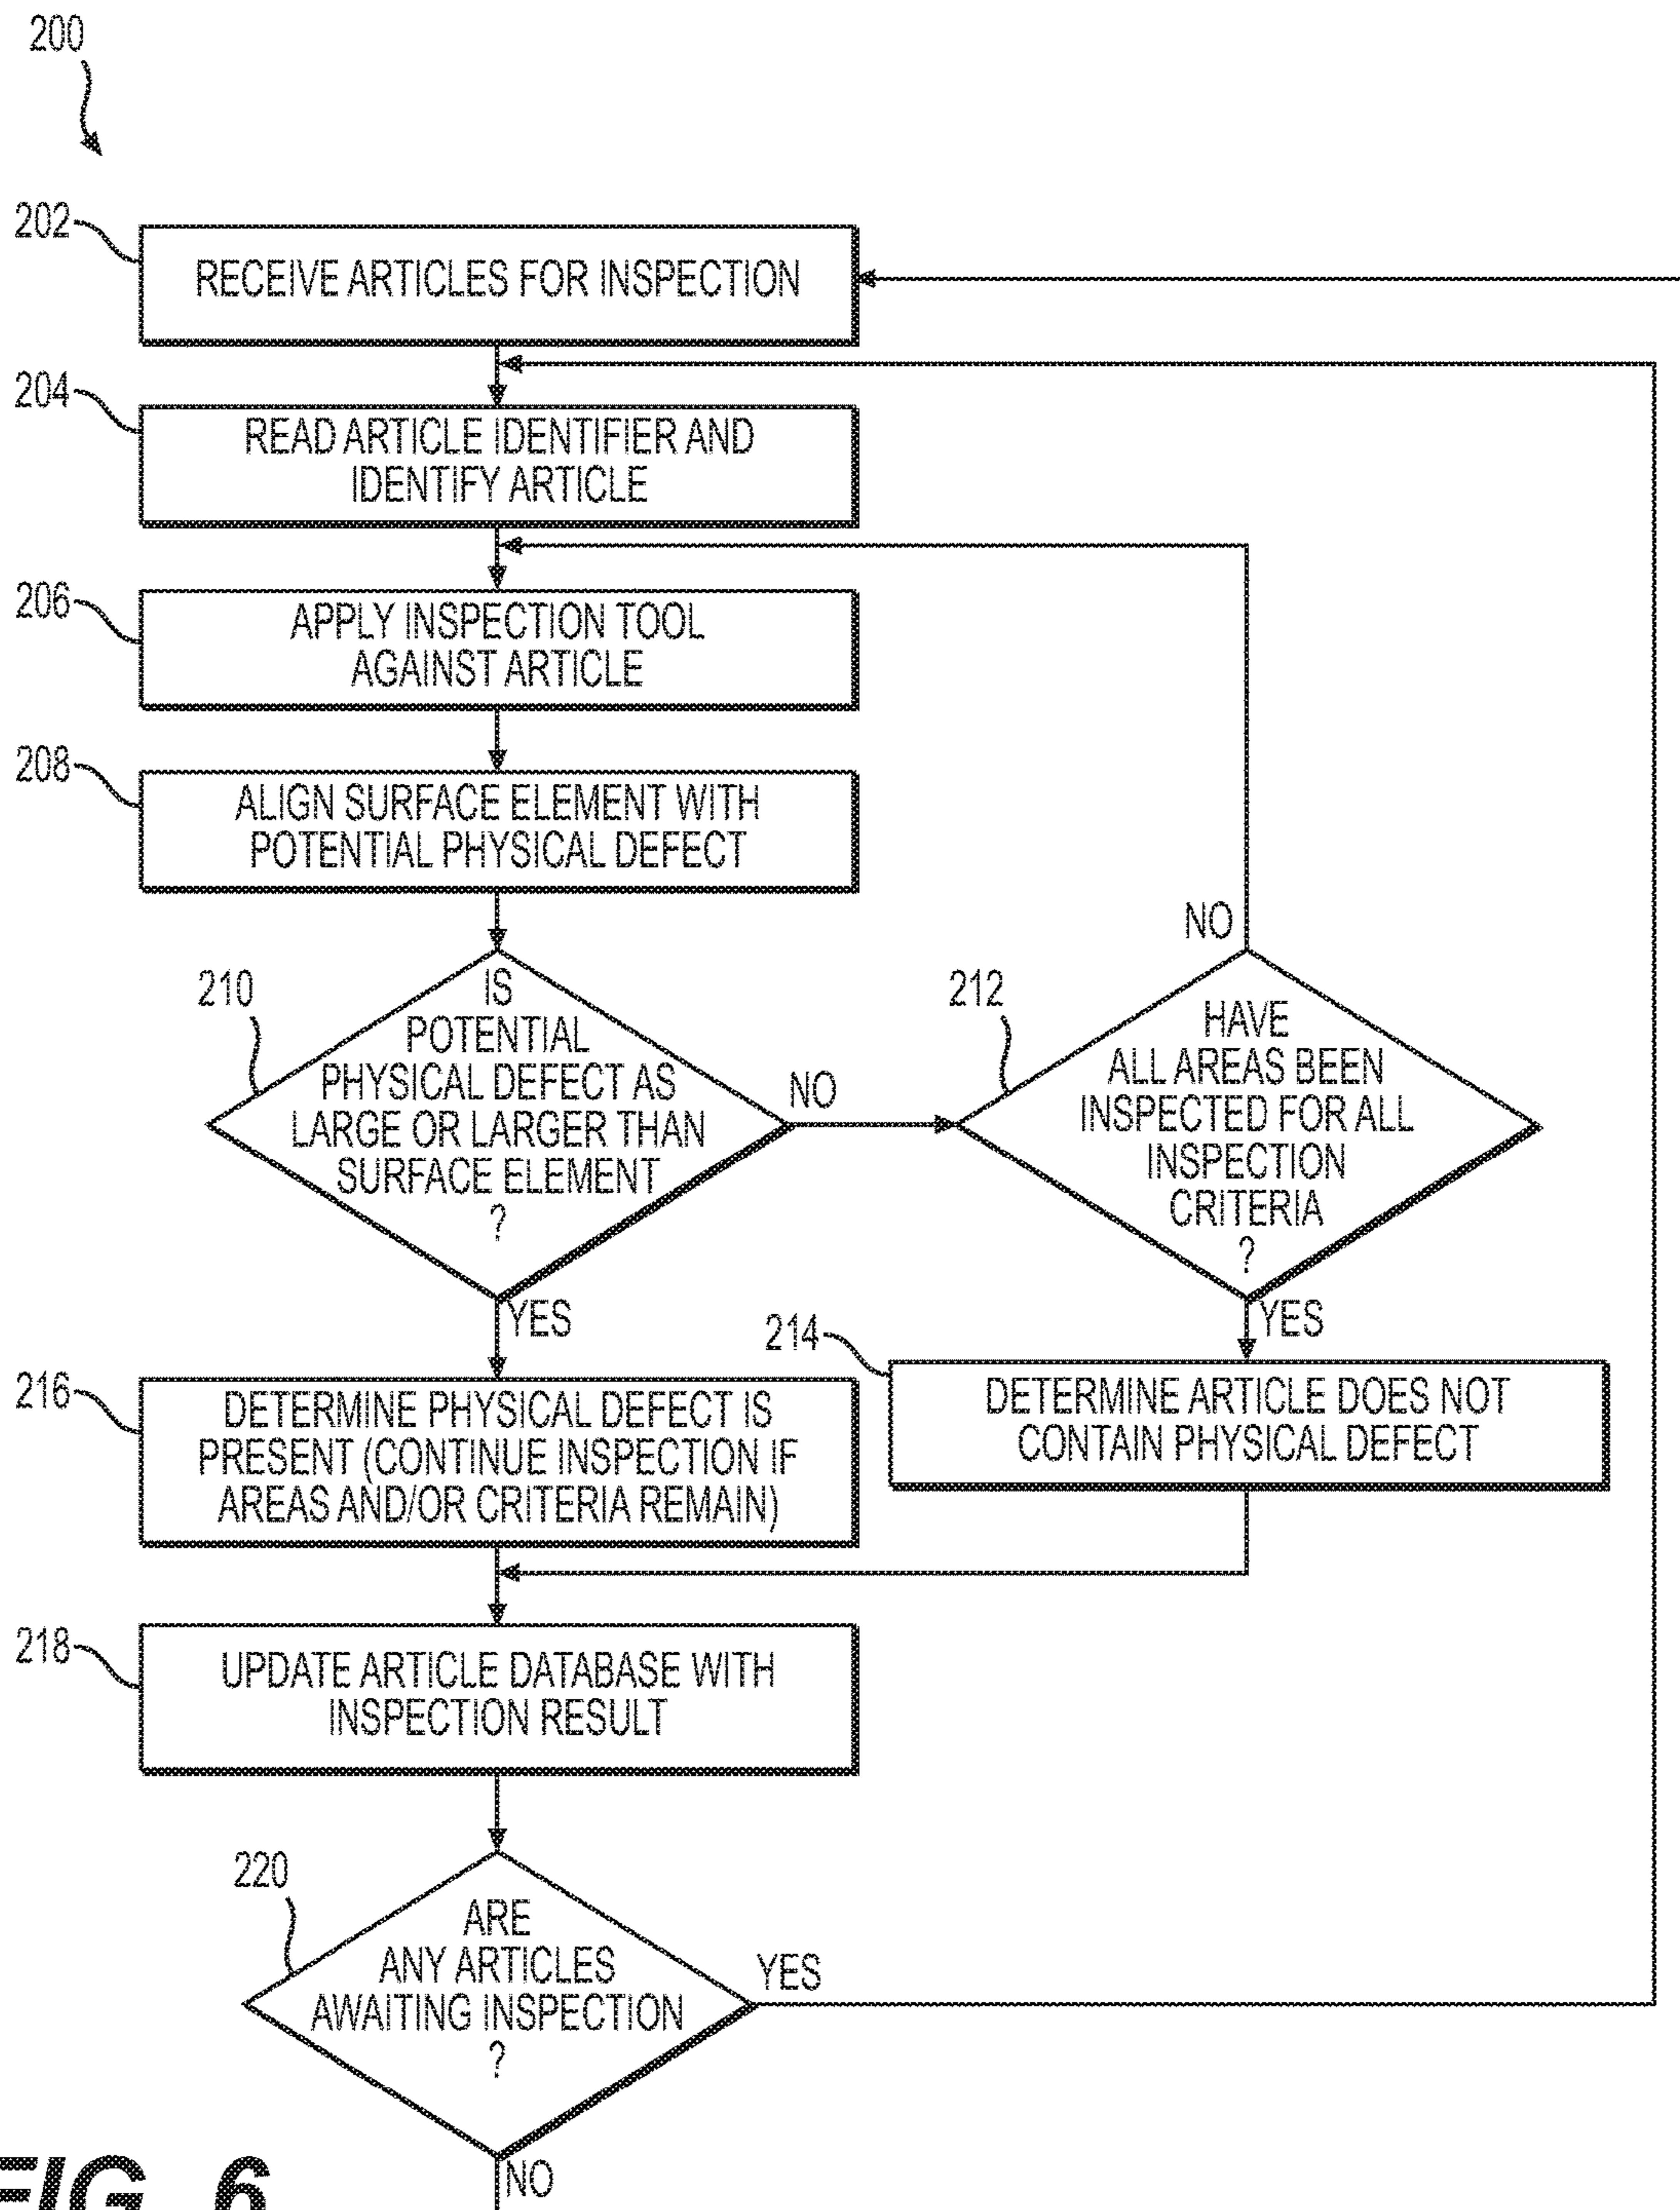 200
202
RECEIVE ARTICLES FOR INSPECTION
204
READ ARTICLE IDENTIFIER AND
IDENTIFY ARTICLE
206
APPLY INSPECTION TOOL
AGAINST ARTICLE
208
ALIGN SURFACE ELEMENT WITH
POTENTIAL PHYSICAL DEFECT
210
IS
POTENTIAL
PHYSICAL DEFECT AS
LARGE OR LARGER THAN
SURFACE ELEMENT
?
NO
YES
212
NO
HAVE
ALL AREAS BEEN
INSPECTED FOR ALL
INSPECTION
CRITERIA
?
YES
214
DETERMINE ARTICLE DOES NOT
CONTAIN PHYSICAL DEFECT
216
DETERMINE PHYSICAL DEFECT IS
PRESENT (CONTINUE INSPECTION IF
AREAS AND/OR CRITERIA REMAIN)
218
UPDATE ARTICLE DATABASE WITH
INSPECTION RESULT
220
ARE
ANY ARTICLES
AWAITING INSPECTION
?
YES
NO
FIG. 6